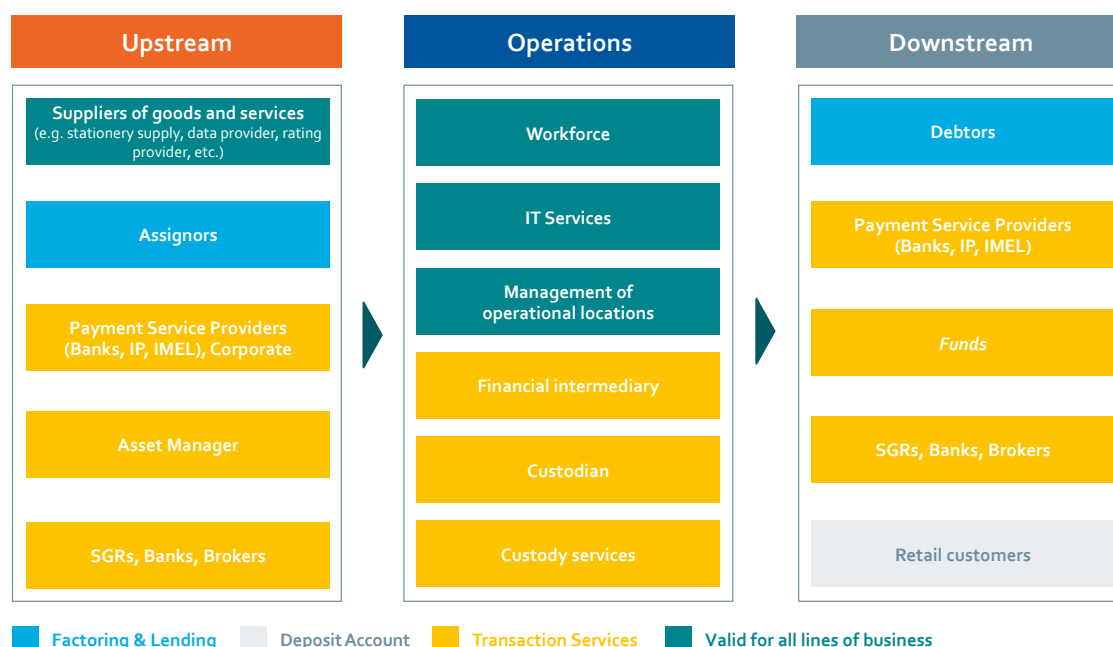 Upstream
Operations
Downstream
Suppliers of goods and services
(e.g. stationery supply, data provider, rating
provider, etc.)
Assignors
Payment Service Providers
(Banks, IP, IMEL), Corporate
Asset Manager
SGRs, Banks, Brokers
Workforce
IT Services
Management of
operational locations
Financial intermediary
Custodian
Custody services
Debtors
Payment Service Providers
(Banks, IP, IMEL)
Funds
SGRs, Banks, Brokers
Retail customers
Factoring & Lending
Deposit Account
Transaction Services
Valid for all lines of business